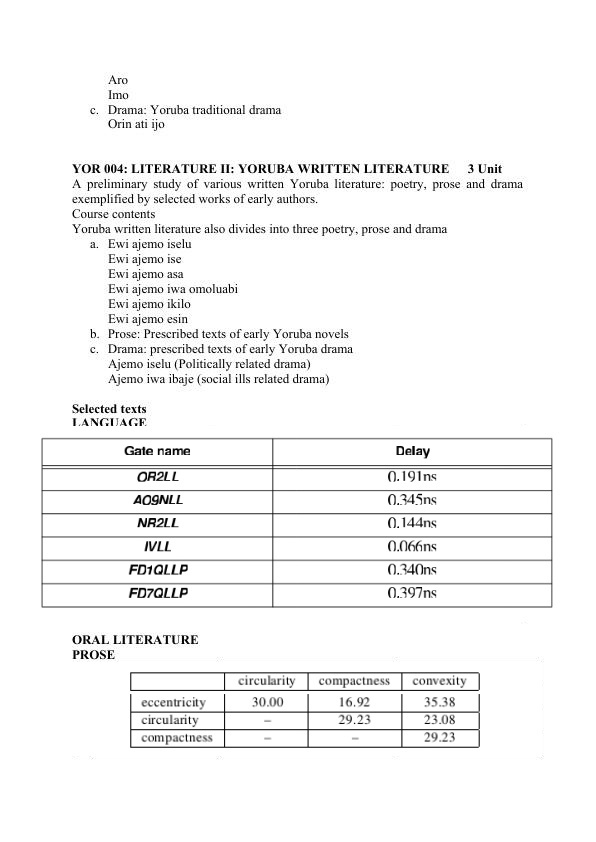 Aro
Imo
c. Drama: Yoruba traditional drama
Orin ati ijo
YOR 004: LITERATURE II: YORUBA WRITTEN LITERATURE 3 Unit
A preliminary study of various written Yoruba literature: poetry, prose and drama
exemplified by selected works of early authors.
Course contents
Yoruba written literature also divides into three poetry, prose and drama
a. Ewi ajemo iselu
Ewi ajemo ise
Ewi ajemo asa
Ewi ajemo iwa omoluabi
Ewi ajemo ikilo
Ewi ajemo esin
b. Prose: Prescribed texts of early Yoruba novels
c. Drama: prescribed texts of early Yoruba drama
Ajemo iselu (Politically related drama)
Ajemo iwa ibaje (social ills related drama)
Selected texts
LANGUAGE
Gate name Delay
OR2LL 0.191ns
AO9NLL 0.345ns
NR2LL 0.144ns
IVLL 0.066ns
FD1QLLP 0.340ns
FD7QLLP 0.397ns
ORAL LITERATURE
PROSE
circularity compactness convexity
eccentricity 30.00 16.92 35.38
circularity – 29.23 23.08
compactness – – 29.23